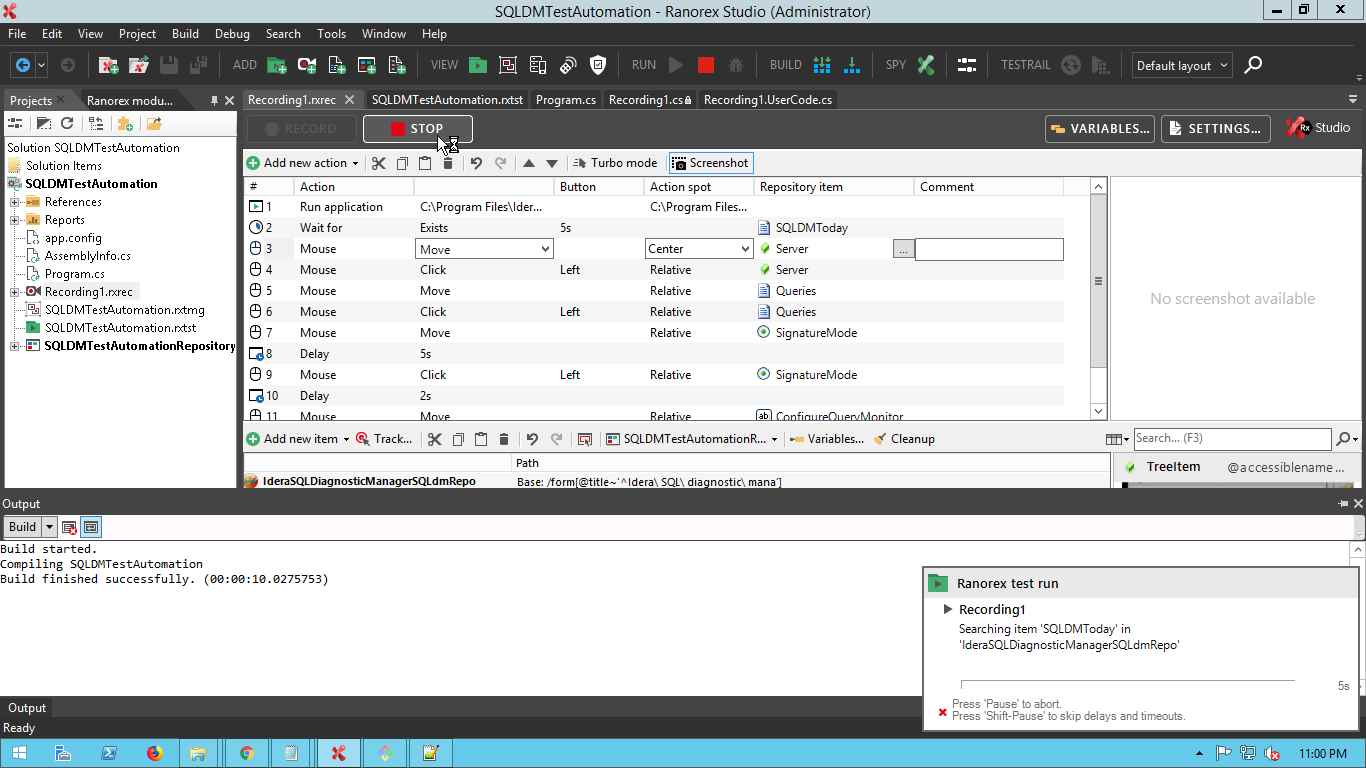 SQLDMTestAutomation - Ranorex Studio (Administrator)
File Edit View Project Build Debug Search Tools Window Help
ADD VIEW RUN BUILD SPY TESTRAIL Default layout
Projects Ranorex modu...
Recording1.rxrec SQLDMTestAutomation.rxtst Program.cs Recording1.cs Recording1.UserCode.cs
RECORD STOP VARIABLES... SETTINGS... Rx Studio
Solution SQLDMTestAutomation
Solution Items
SQLDMTestAutomation
References
Reports
app.config
AssemblyInfo.cs
Program.cs
Recording1.rxrec
SQLDMTestAutomation.rxtmg
SQLDMTestAutomation.rxtst
SQLDMTestAutomationRepository
Add new action Turbo mode Screenshot
# Action Button Action spot Repository item Comment
1 Run application C:\Program Files\Ider... C:\Program Files...
2 Wait for Exists 5s SQLDMToday
3 Mouse Move Center Server ...
4 Mouse Click Left Relative Server
5 Mouse Move Relative Queries
6 Mouse Click Left Relative Queries
7 Mouse Move Relative SignatureMode
8 Delay 5s
9 Mouse Click Left Relative SignatureMode
10 Delay 2s
11 Mouse Move Relative ab ConfigureQueryMonitor
No screenshot available
Add new item Track... SQLDMTestAutomationR... Variables... Cleanup Search... (F3)
Path
IderaSQLDiagnosticManagerSQLdmRepo Base: /form[@title~'^Idera\ SQL\ diagnostic\ mana']
TreeItem @accessiblename ...
Output
Build
Build started.
Compiling SQLDMTestAutomation
Build finished successfully. (00:00:10.0275753)
Ranorex test run
Recording1
Searching item 'SQLDMToday' in
'IderaSQLDiagnosticManagerSQLdmRepo'
5s
Press 'Pause' to abort.
Press 'Shift-Pause' to skip delays and timeouts.
Output
Ready
11:00 PM